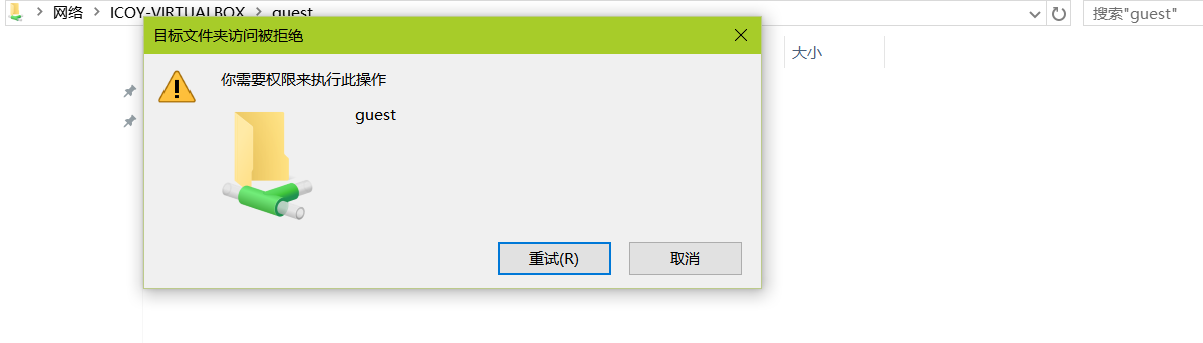 网络 ICOY-VIRTUALBOX guest
搜索"guest"
目标文件夹访问被拒绝
大小
你需要权限来执行此操作
guest
重试(R)
取消